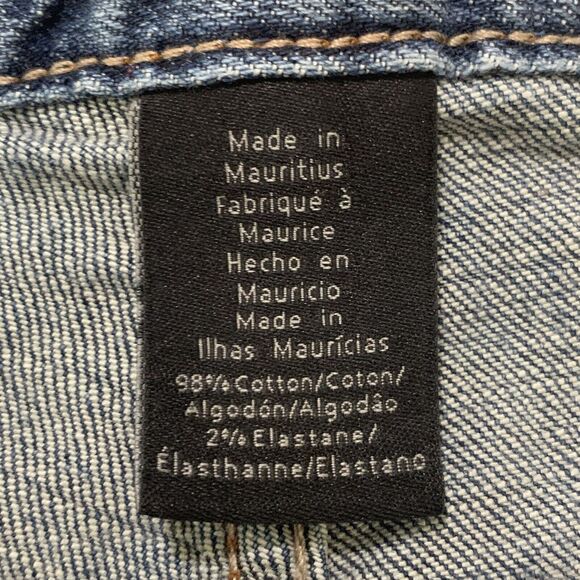 Made in
Mauritius
Fabriqué à
Maurice
Hecho en
Mauricio
Made in
Ilhas Maurícias
98% Cotton/Coton/
Algodón/Algodâo
2% Elastane/
Élasthanne/Elastano